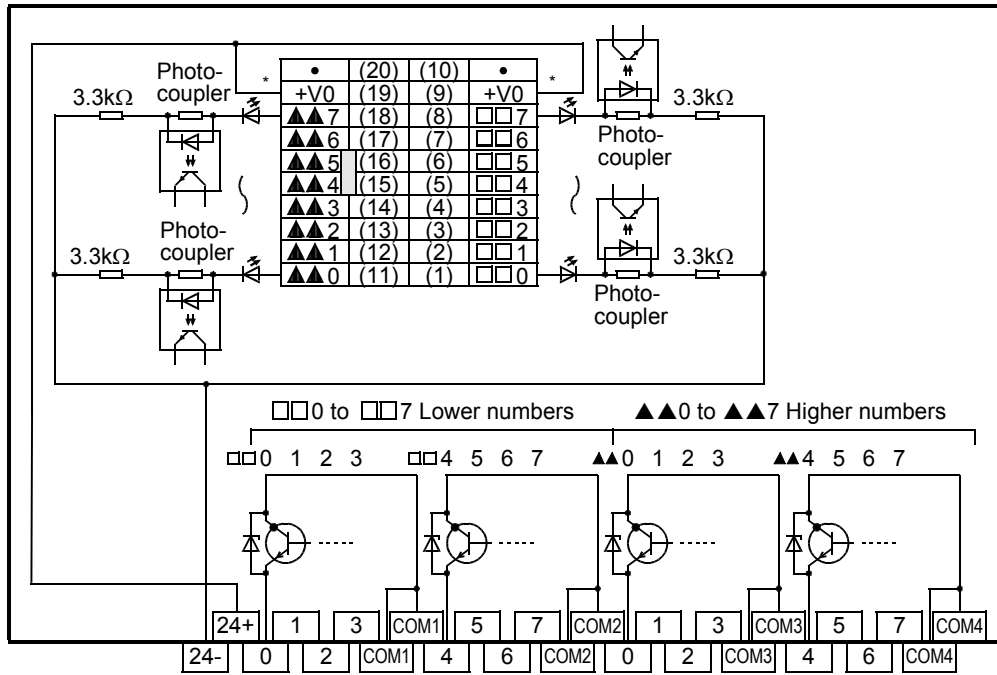 Photo-
coupler
3.3kΩ
*
• (20) (10) •
*
+V0 (19) (9) +V0
▲▲7 (18) (8) □□7
▲▲6 (17) (7) □□6
▲▲5 (16) (6) □□5
▲▲4 (15) (5) □□4
▲▲3 (14) (4) □□3
▲▲2 (13) (3) □□2
▲▲1 (12) (2) □□1
▲▲0 (11) (1) □□0
3.3kΩ
Photo-
coupler
Photo-
coupler
3.3kΩ
3.3kΩ
Photo-
coupler
□□0 to □□7 Lower numbers ▲▲0 to ▲▲7 Higher numbers
□□0 1 2 3 □□4 5 6 7 ▲▲0 1 2 3 ▲▲4 5 6 7
24+ 1 3 COM1 5 7 COM2 1 3 COM3 5 7 COM4
24- 0 2 COM1 4 6 COM2 0 2 COM3 4 6 COM4